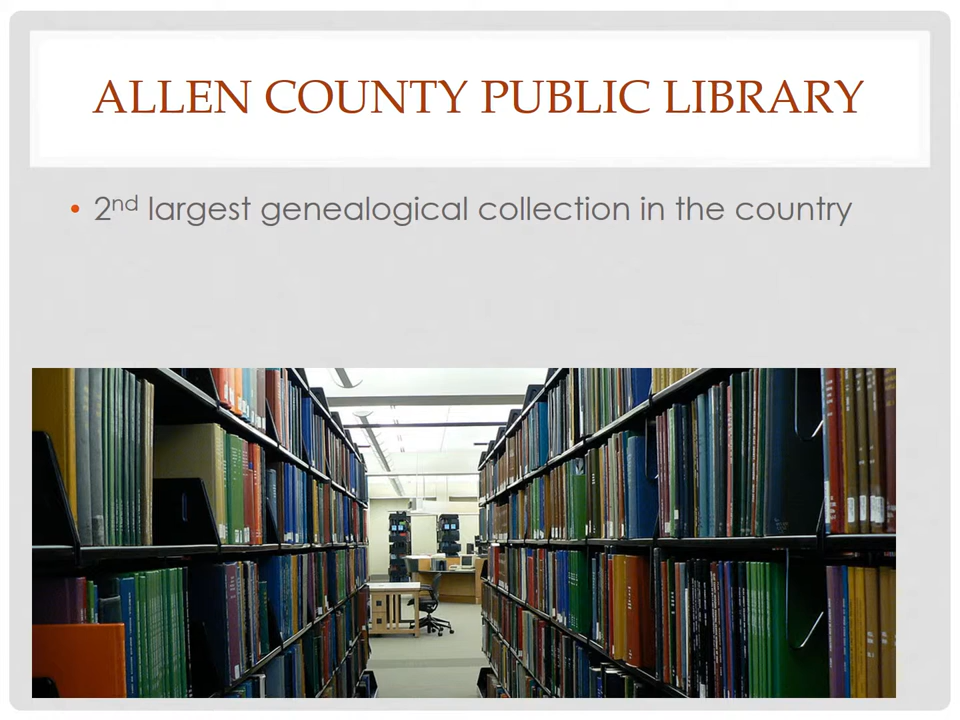 ALLEN COUNTY PUBLIC LIBRARY
• 2nd largest genealogical collection in the country